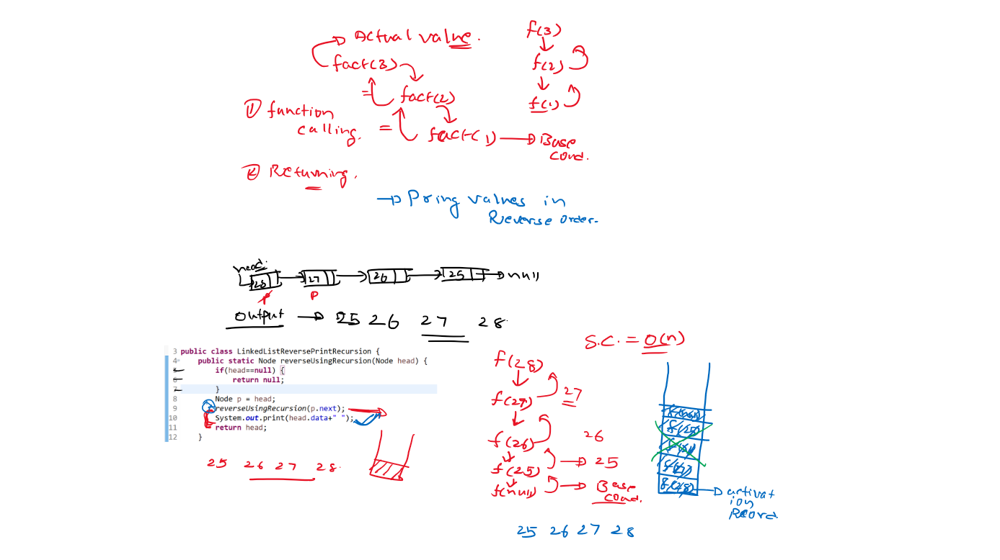 Actual value.
fact(3)
fact(2)
= fact(1) → Base
cond.
① function
calling.
② Returning.
f(3)
f(2)
f(1)
→ Pring values in
Reverse order.
head.
28 27 26 25 → null
p p
output → 25 26 27 28.
3 public class LinkedListReversePrintRecursion {
4 public static Node reverseUsingRecursion(Node head) {
5 if(head==null) {
6 return null;
7 }
8 Node p = head;
9 reverseUsingRecursion(p.next);
10 System.out.print(head.data+" ");
11 return head;
12 }
25 26 27 28.
f(28)
f(27) 27
f(26) 26
f(25) → 25
f(null) → Base
cond.
25 26 27 28
S.C. = O(n)
f(null)
f(25)
f(27)
f(28) → activat
ion
Record.